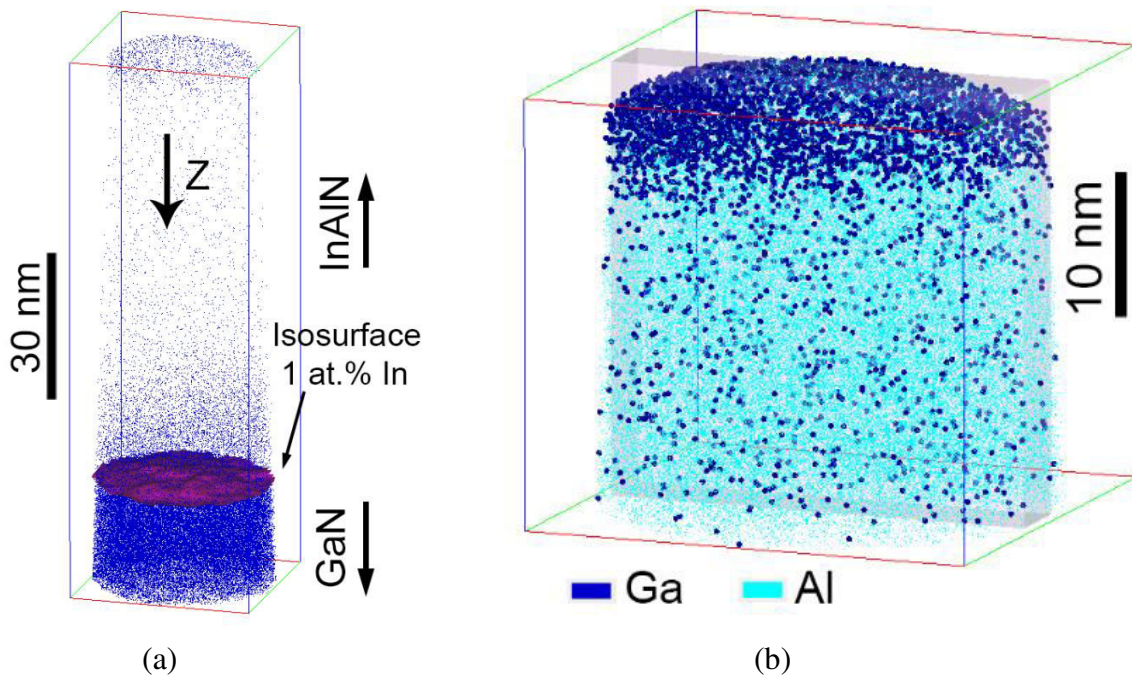 30 nm
Z
InAlN
Isosurface
1 at.% In
GaN
10 nm
Ga
Al
(a)
(b)